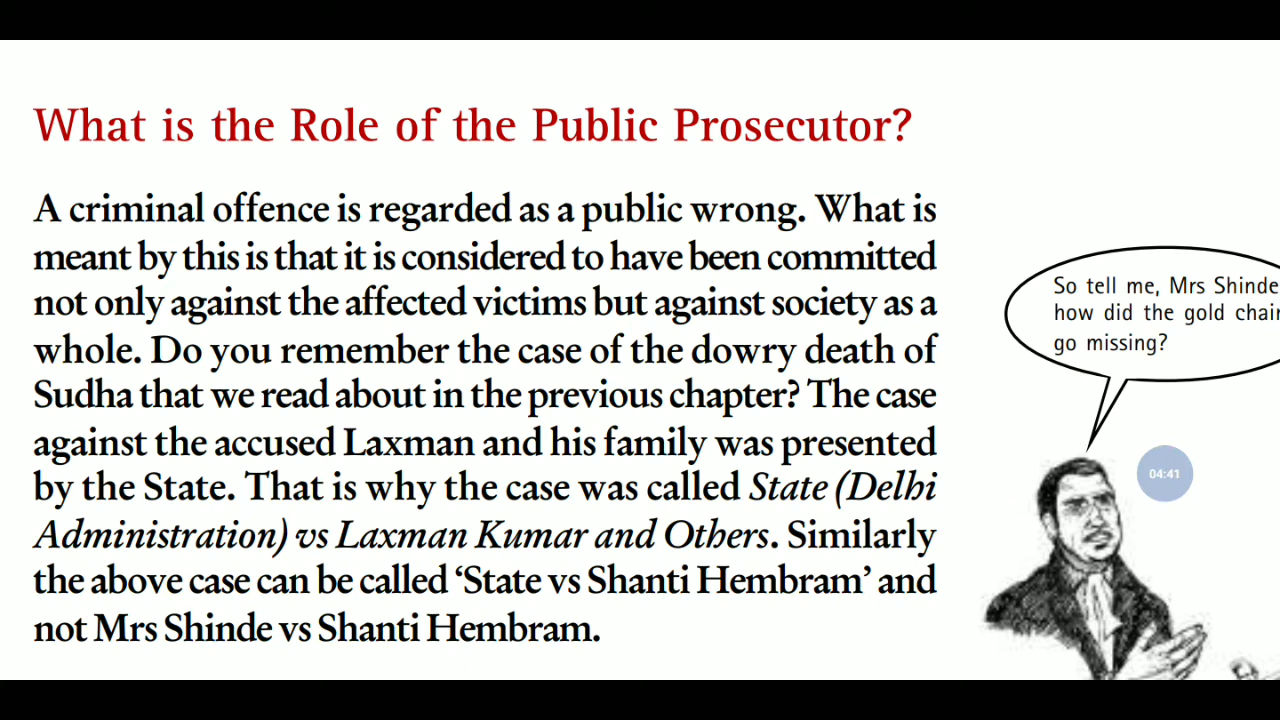 What is the Role of the Public Prosecutor?
A criminal offence is regarded as a public wrong. What is
meant by this is that it is considered to have been committed
not only against the affected victims but against society as a
whole. Do you remember the case of the dowry death of
Sudha that we read about in the previous chapter? The case
against the accused Laxman and his family was presented
by the State. That is why the case was called State (Delhi
Administration) vs Laxman Kumar and Others. Similarly
the above case can be called ‘State vs Shanti Hembram’ and
not Mrs Shinde vs Shanti Hembram.
So tell me, Mrs Shinde
how did the gold chain
go missing?
04:41